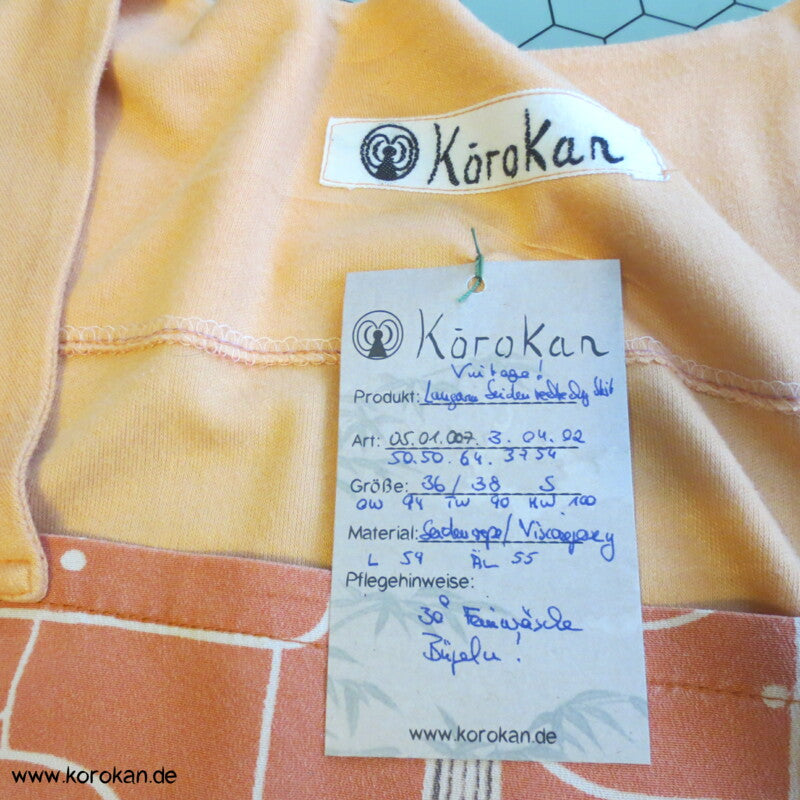 KōroKan
KōroKan
Vintage!
Produkt: Langarm Seiden
Art: 05.01.007.3.04.02
50.50.64.3754
Größe: 36/38 S
OW 94 TW 90 HW 100
Material: Seidencrepe/Viscosejersey
L 59 ÄL 55
Pflegehinweise:
30° Feinwäsche
Bügeln!
www.korokan.de
www.korokan.de